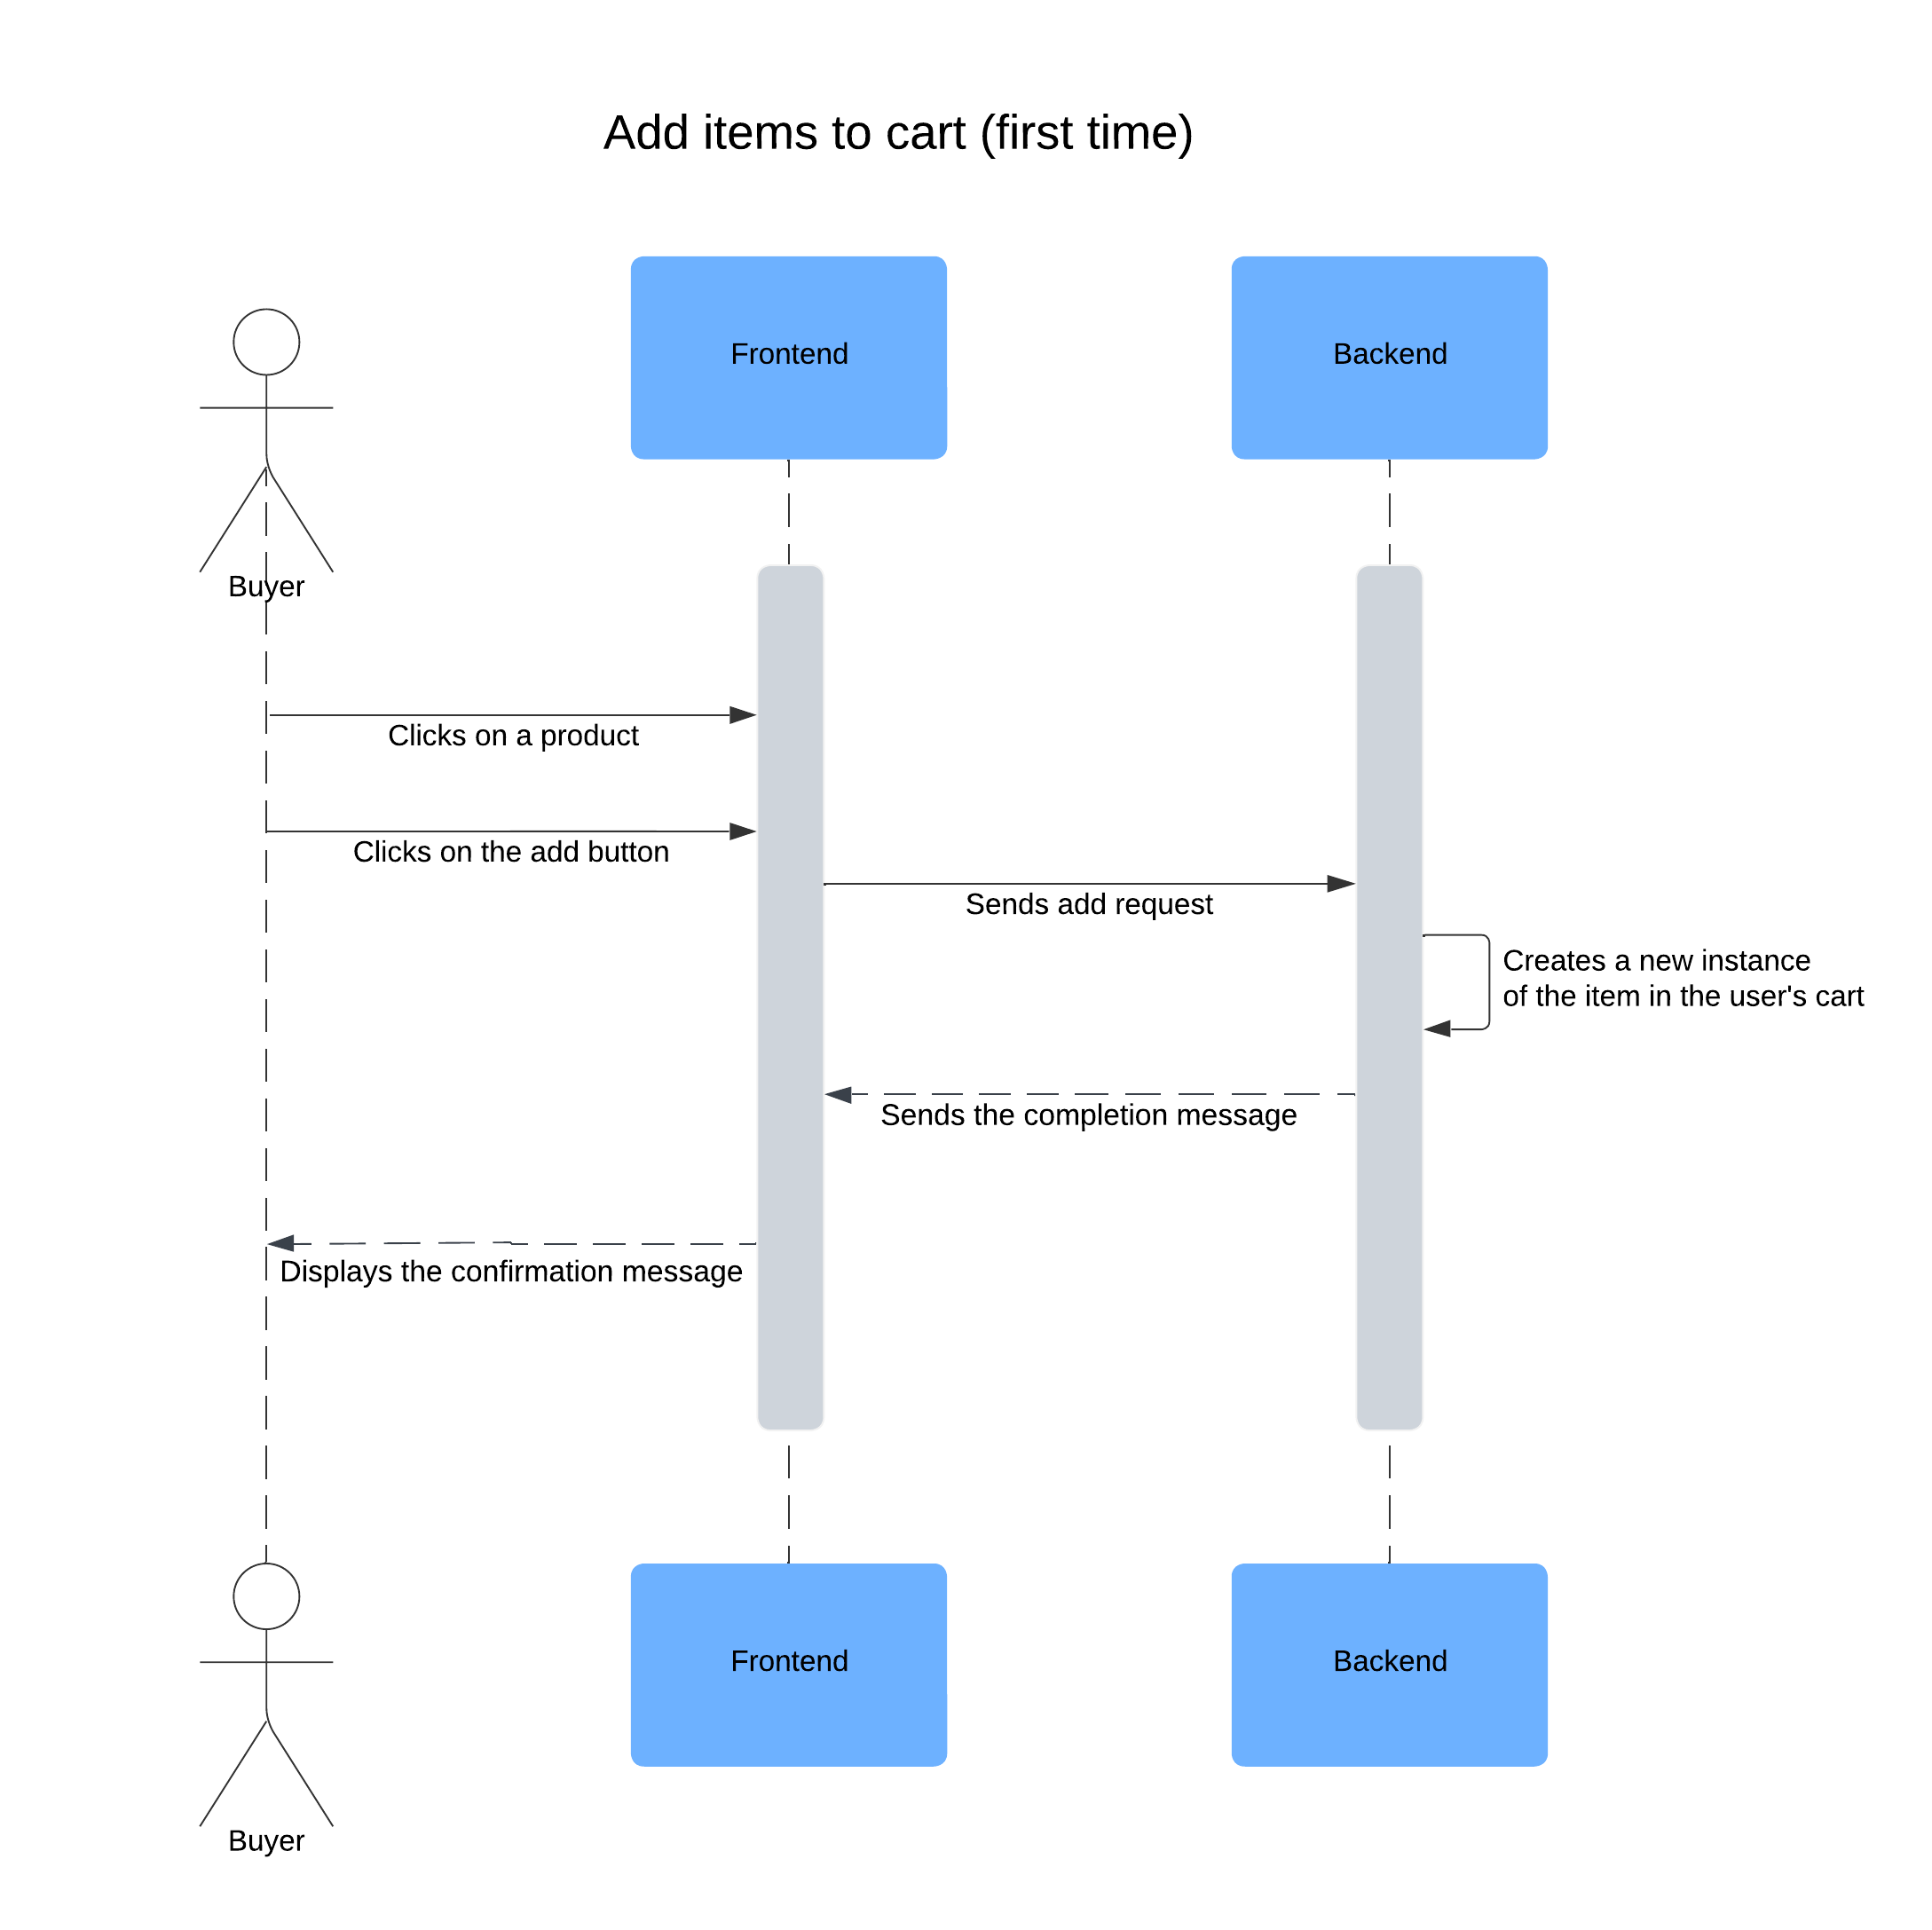 Add items to cart (first time)
Frontend
Backend
Buyer
Clicks on a product
Clicks on the add button
Sends add request
Creates a new instance
of the item in the user's cart
Sends the completion message
Displays the confirmation message
Frontend
Backend
Buyer